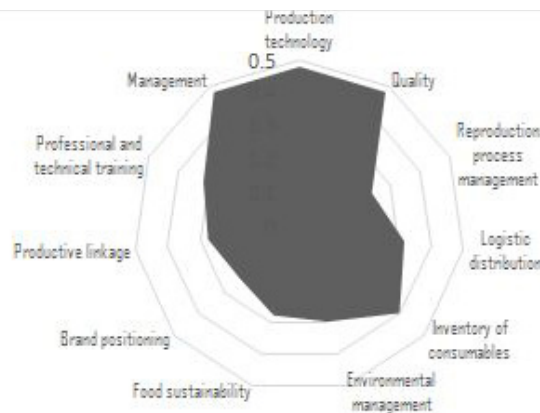 Production
technology
0.5
Management
Quality
Professional and
technical training
Reproduction
process
management
Productive linkage
Logistic
distribution
Brand positioning
Inventory of
consumables
Food sustainability
Environmental
management